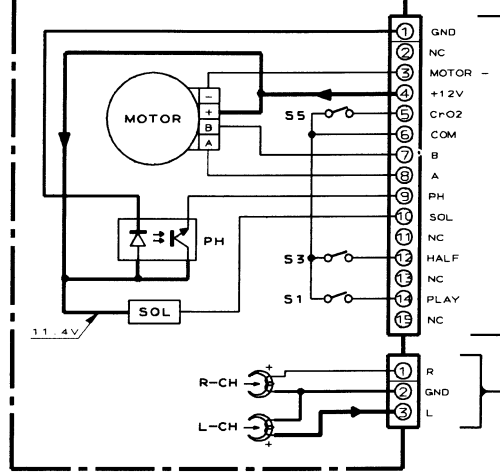 1 GND
2 NC
3 MOTOR -
4 +12V
S5 5 CrO2
6 COM
7 B
8 A
9 PH
10 SOL
11 NC
S3 12 HALF
13 NC
S1 14 PLAY
15 NC
MOTOR
-
+
B
A
PH
SOL
11.4V
R-CH +
L-CH +
1 R
2 GND
3 L